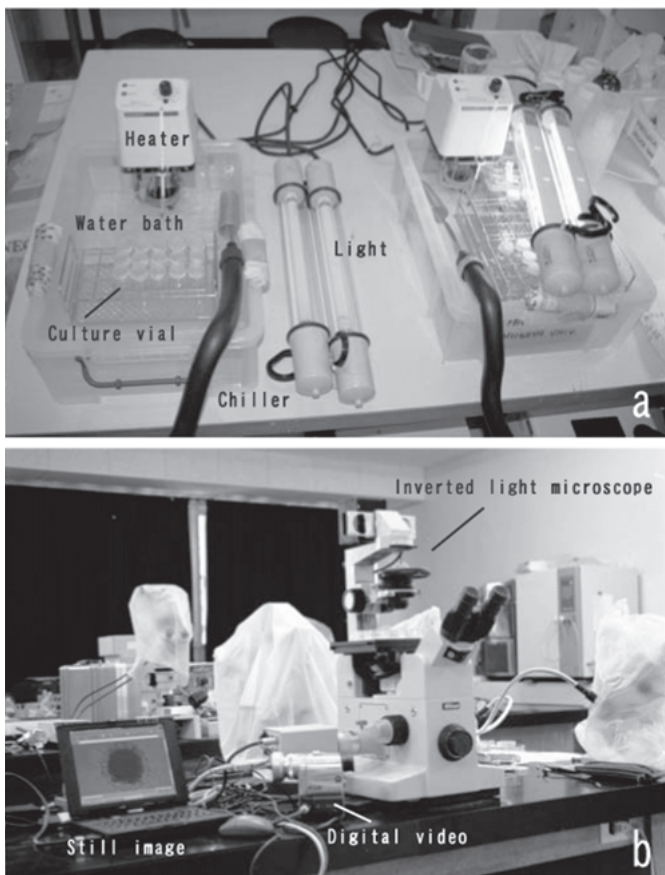 Heater
Water bath
Light
Culture vial
Chiller
a
Inverted light microscope
Digital video
Still image
b